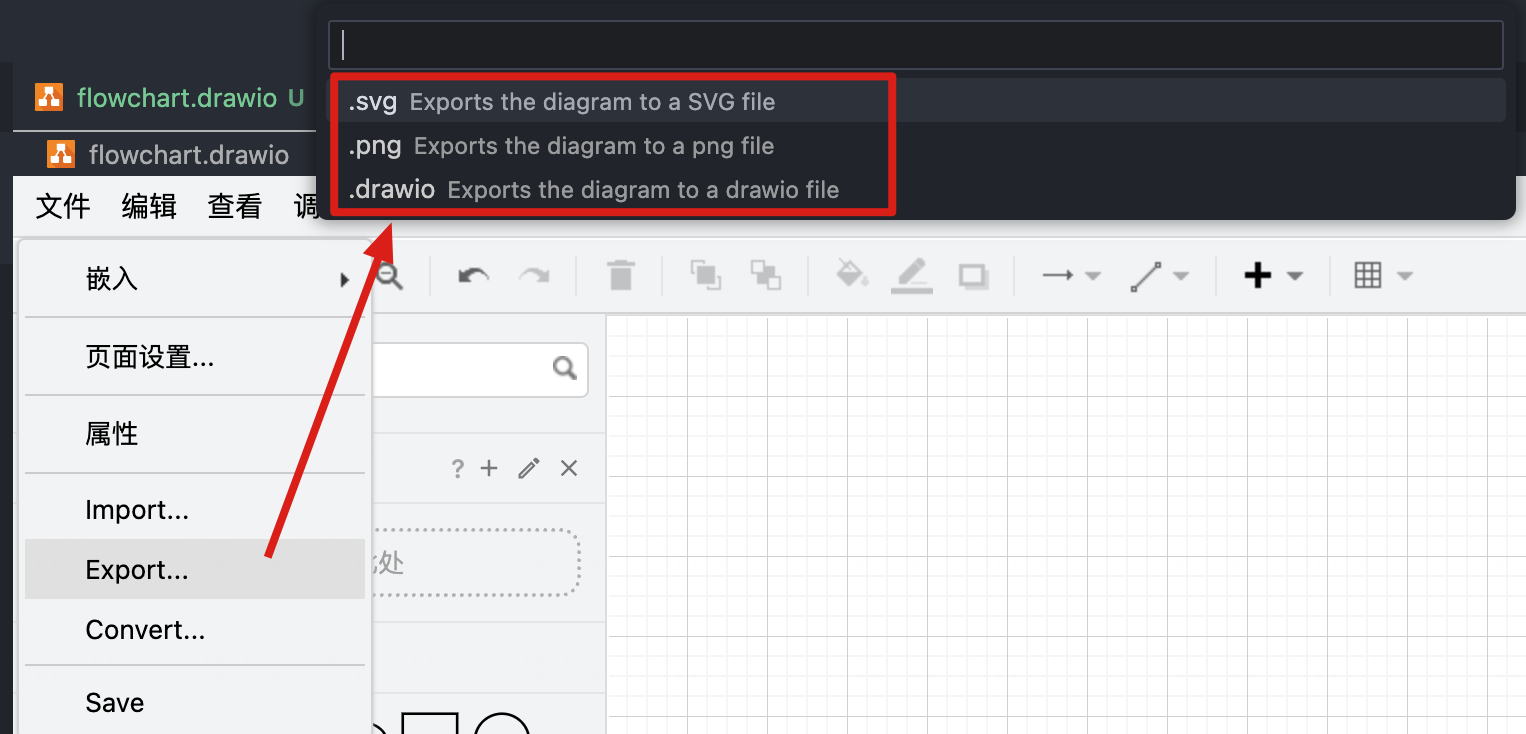 .svg Exports the diagram to a SVG file
flowchart.drawio U
.png Exports the diagram to a png file
flowchart.drawio
.drawio Exports the diagram to a drawio file
文件 编辑 查看 调
嵌入
页面设置...
属性
? + 
Import...
处
Export...
Convert...
Save